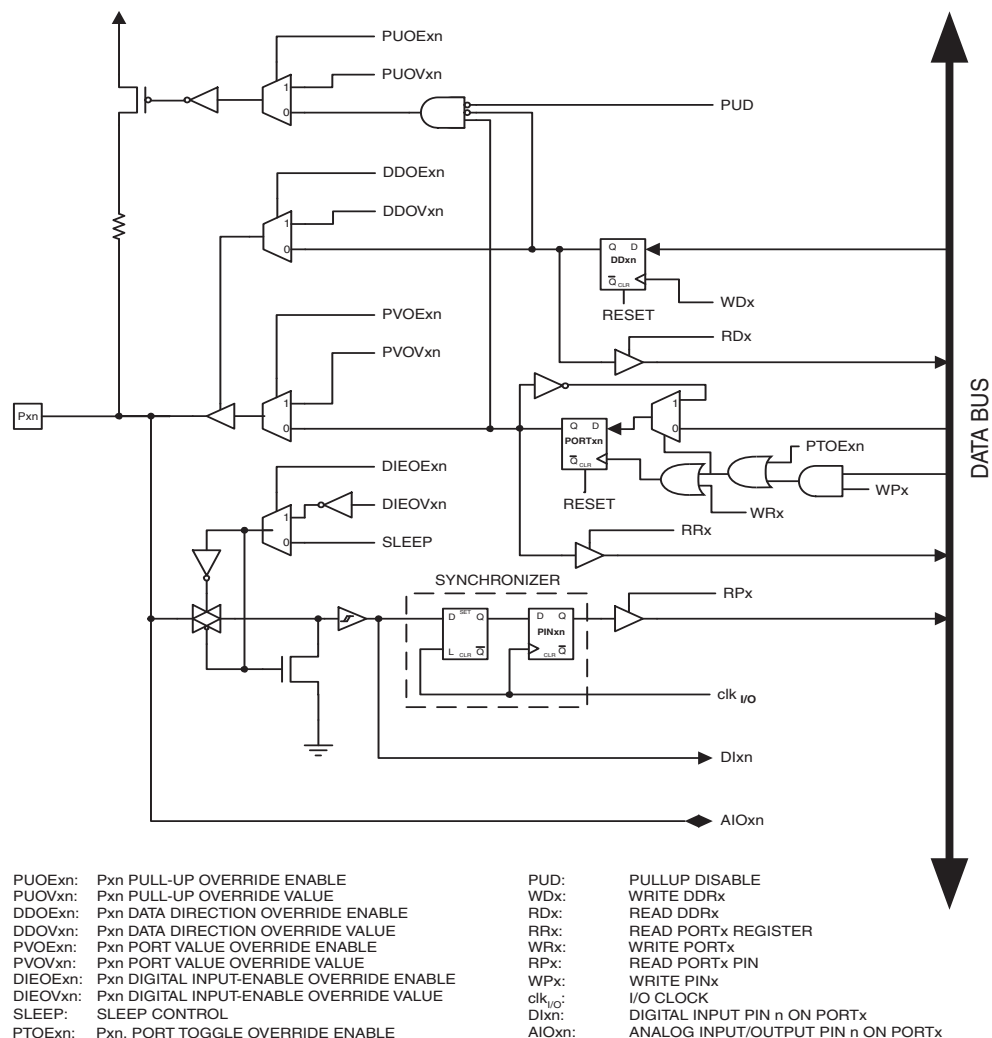 PUOExn
PUOVxn
1
0
PUD
DDOExn
DDOVxn
1
0
Q D
DDxn
Q CLR
WDx
RESET
PVOExn
RDx
PVOVxn
Pxn
1
0
1
0
Q D
PORTxn
Q CLR
PTOExn
DATA BUS
DIEOExn
WPx
RESET
WRx
DIEOVxn
1
RRx
0
SLEEP
SYNCHRONIZER
RPx
D SET Q
L CLR Q
D Q
PINxn
CLR Q
clk I/O
DIxn
AIOxn
PUOExn: Pxn PULL-UP OVERRIDE ENABLE
PUOVxn: Pxn PULL-UP OVERRIDE VALUE
DDOExn: Pxn DATA DIRECTION OVERRIDE ENABLE
DDOVxn: Pxn DATA DIRECTION OVERRIDE VALUE
PVOExn: Pxn PORT VALUE OVERRIDE ENABLE
PVOVxn: Pxn PORT VALUE OVERRIDE VALUE
DIEOExn: Pxn DIGITAL INPUT-ENABLE OVERRIDE ENABLE
DIEOVxn: Pxn DIGITAL INPUT-ENABLE OVERRIDE VALUE
SLEEP: SLEEP CONTROL
PTOExn: Pxn, PORT TOGGLE OVERRIDE ENABLE
PUD: PULLUP DISABLE
WDx: WRITE DDRx
RDx: READ DDRx
RRx: READ PORTx REGISTER
WRx: WRITE PORTx
RPx: READ PORTx PIN
WPx: WRITE PINx
clkI/O: I/O CLOCK
DIxn: DIGITAL INPUT PIN n ON PORTx
AIOxn: ANALOG INPUT/OUTPUT PIN n ON PORTx